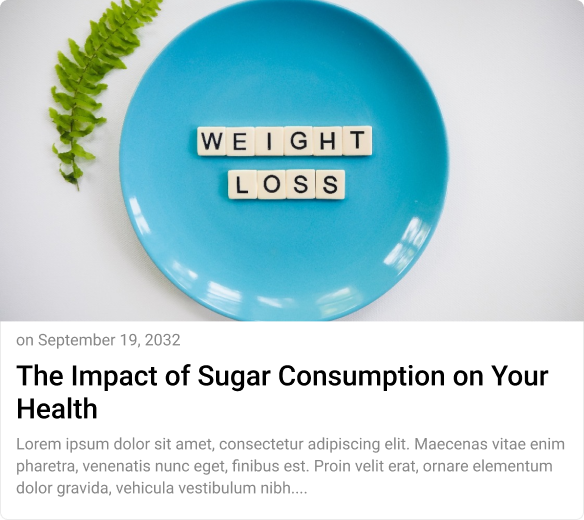 WEIGHT
LOSS
on September 19, 2032
The Impact of Sugar Consumption on Your
Health
Lorem ipsum dolor sit amet, consectetur adipiscing elit. Maecenas vitae enim
pharetra, venenatis nunc eget, finibus est. Proin velit erat, ornare elementum
dolor gravida, vehicula vestibulum nibh....